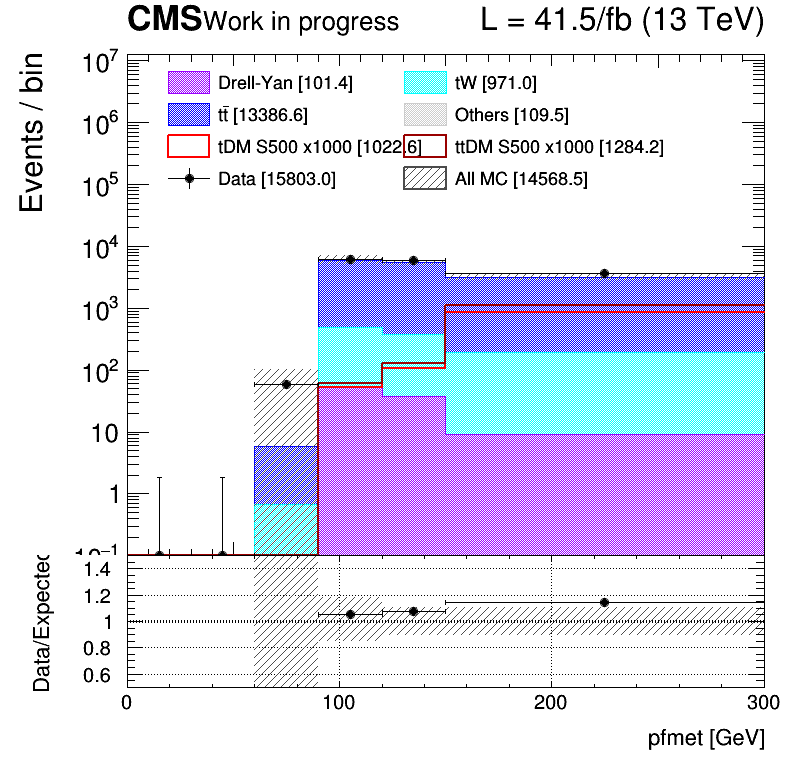 CMS Work in progress L = 41.5/fb (13 TeV)
Events / bin
10⁷
10⁶
10⁵
10⁴
10³
10²
10
1
10⁻¹
Drell-Yan [101.4] tW [971.0]
tt̄ [13386.6] Others [109.5]
tDM S500 x1000 [1022.6] ttDM S500 x1000 [1284.2]
Data [15803.0] All MC [14568.5]
Data/Expected
1.4
1.2
1
0.8
0.6
0 100 200 300
pfmet [GeV]